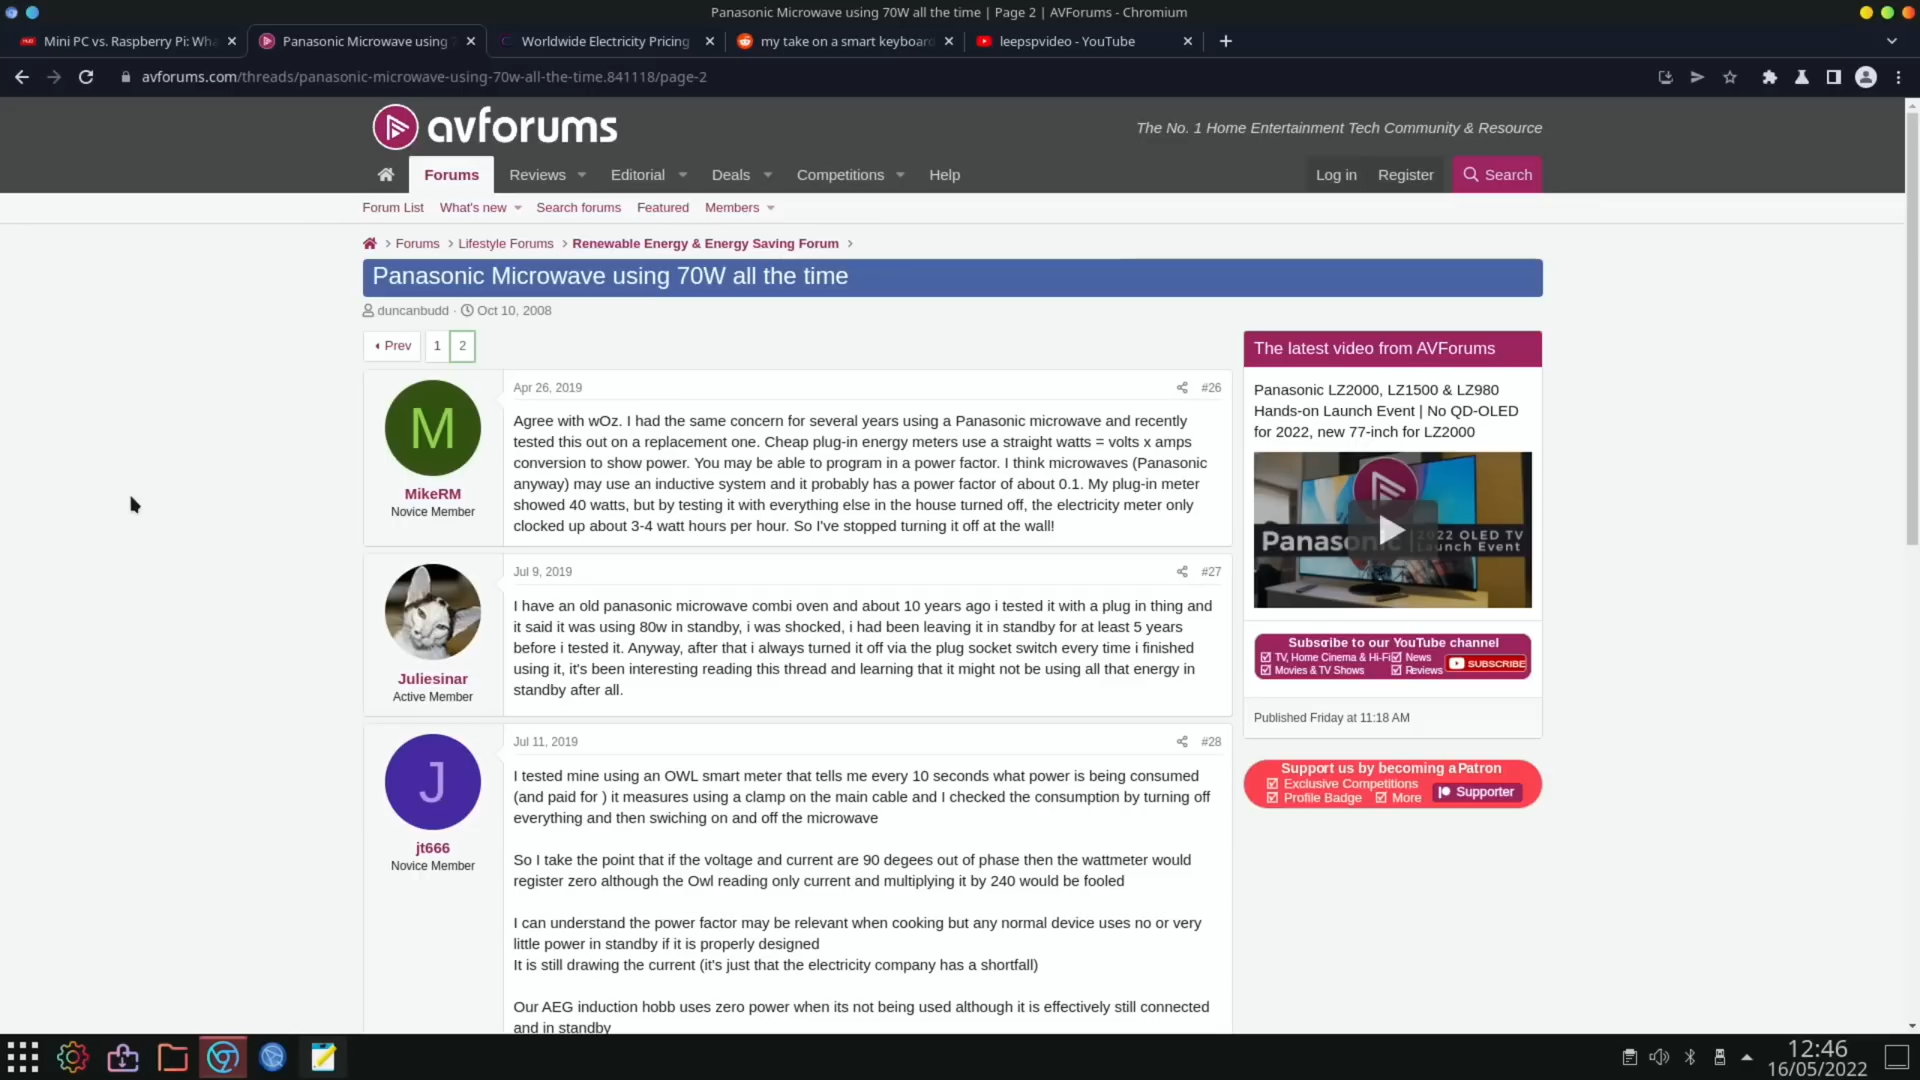 Panasonic Microwave using 70W all the time | Page 2 | AVForums - Chromium
Mini PC vs. Raspberry Pi: Wha
Panasonic Microwave using 7
Worldwide Electricity Pricing
my take on a smart keyboard
leepspvideo - YouTube
avforums.com/threads/panasonic-microwave-using-70w-all-the-time.841118/page-2
avforums
The No. 1 Home Entertainment Tech Community & Resource
Forums Reviews Editorial Deals Competitions Help
Log in Register Search
Forum List What's new Search forums Featured Members
Forums Lifestyle Forums Renewable Energy & Energy Saving Forum
Panasonic Microwave using 70W all the time
duncanbudd · Oct 10, 2008
Prev 1 2
M
MikeRM
Novice Member
Apr 26, 2019
#26
Agree with wOz. I had the same concern for several years using a Panasonic microwave and recently
tested this out on a replacement one. Cheap plug-in energy meters use a straight watts = volts x amps
conversion to show power. You may be able to program in a power factor. I think microwaves (Panasonic
anyway) may use an inductive system and it probably has a power factor of about 0.1. My plug-in meter
showed 40 watts, but by testing it with everything else in the house turned off, the electricity meter only
clocked up about 3-4 watt hours per hour. So I've stopped turning it off at the wall!
Juliesinar
Active Member
Jul 9, 2019
#27
I have an old panasonic microwave combi oven and about 10 years ago i tested it with a plug in thing and
it said it was using 80w in standby, i was shocked, i had been leaving it in standby for at least 5 years
before i tested it. Anyway, after that i always turned it off via the plug socket switch every time i finished
using it, it's been interesting reading this thread and learning that it might not be using all that energy in
standby after all.
J
jt666
Novice Member
Jul 11, 2019
#28
I tested mine using an OWL smart meter that tells me every 10 seconds what power is being consumed
(and paid for ) it measures using a clamp on the main cable and I checked the consumption by turning off
everything and then swiching on and off the microwave
So I take the point that if the voltage and current are 90 degees out of phase then the wattmeter would
register zero although the Owl reading only current and multiplying it by 240 would be fooled
I can understand the power factor may be relevant when cooking but any normal device uses no or very
little power in standby if it is properly designed
It is still drawing the current (it's just that the electricity company has a shortfall)
Our AEG induction hobb uses zero power when its not being used although it is effectively still connected
and in standby
The latest video from AVForums
Panasonic LZ2000, LZ1500 & LZ980
Hands-on Launch Event | No QD-OLED
for 2022, new 77-inch for LZ2000
Panasonic
2022 OLED TV
Launch Event
Subscribe to our YouTube channel
TV, Home Cinema & Hi-Fi News
Movies & TV Shows Reviews
SUBSCRIBE
Published Friday at 11:18 AM
Support us by becoming a Patron
Exclusive Competitions
Profile Badge More
Supporter
12:46
16/05/2022